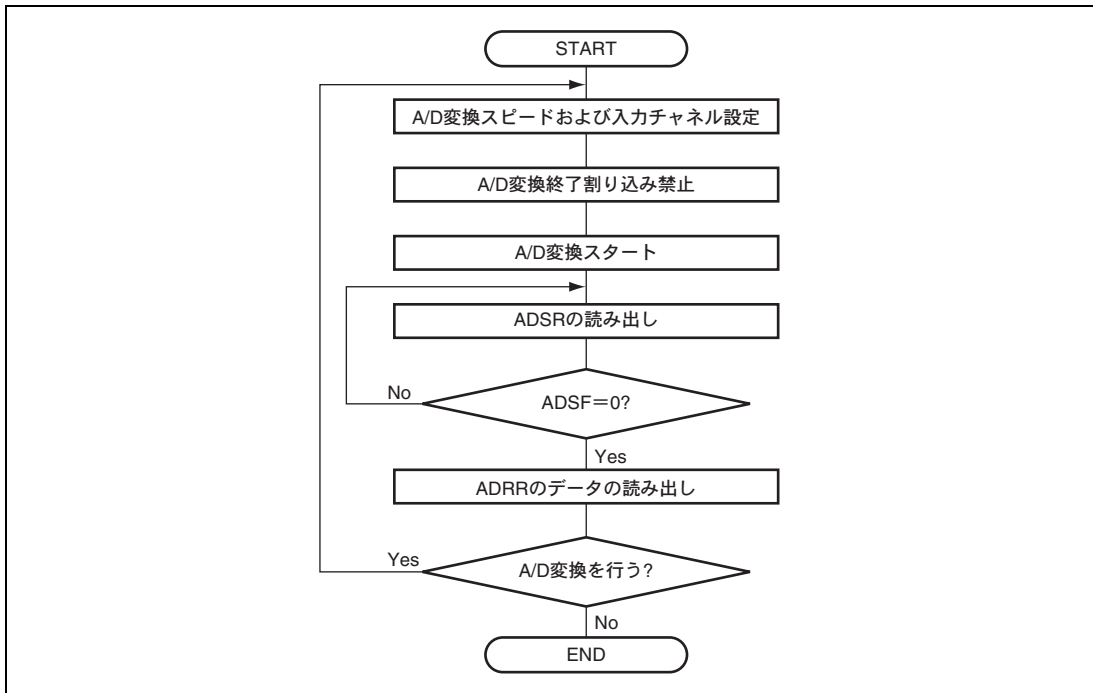 START
A/D変換スピードおよび入力チャネル設定
A/D変換終了割り込み禁止
A/D変換スタート
ADSRの読み出し
No
ADSF＝0?
Yes
ADRRのデータの読み出し
Yes
A/D変換を行う?
No
END